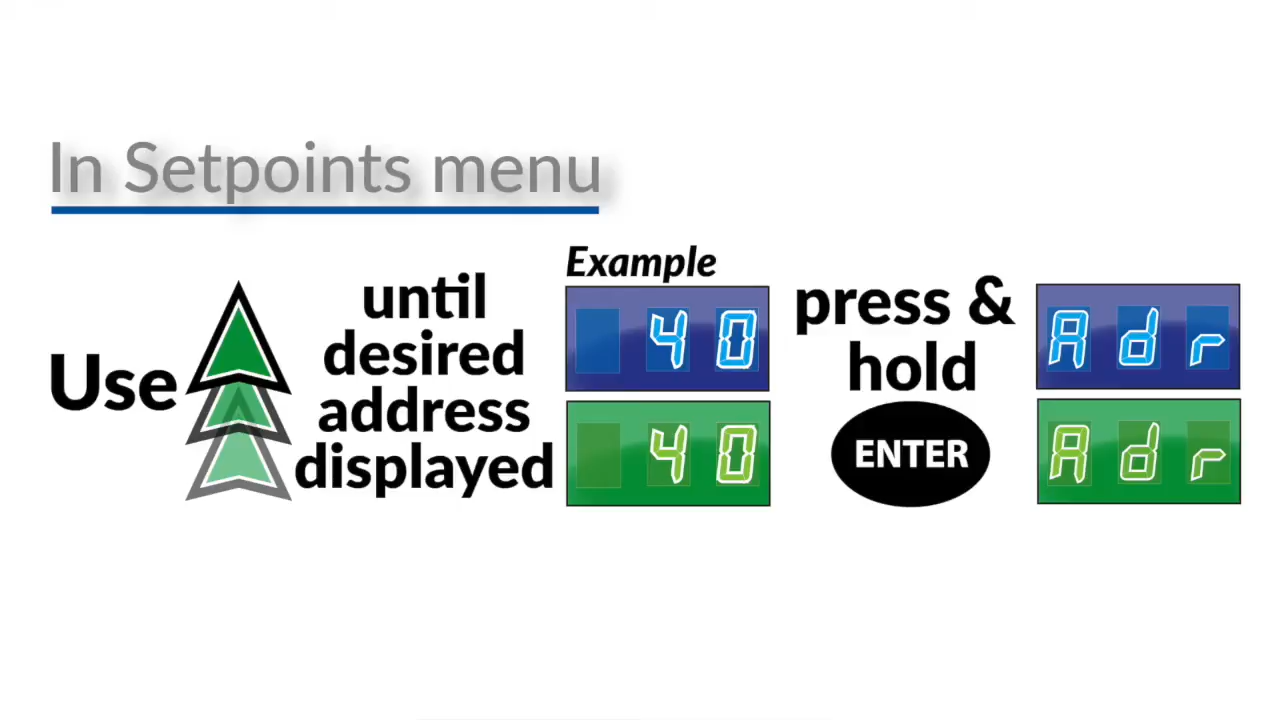 In Setpoints menu
Use
until
desired
address
displayed
Example
40
40
press &
hold
ENTER
Adr
Adr